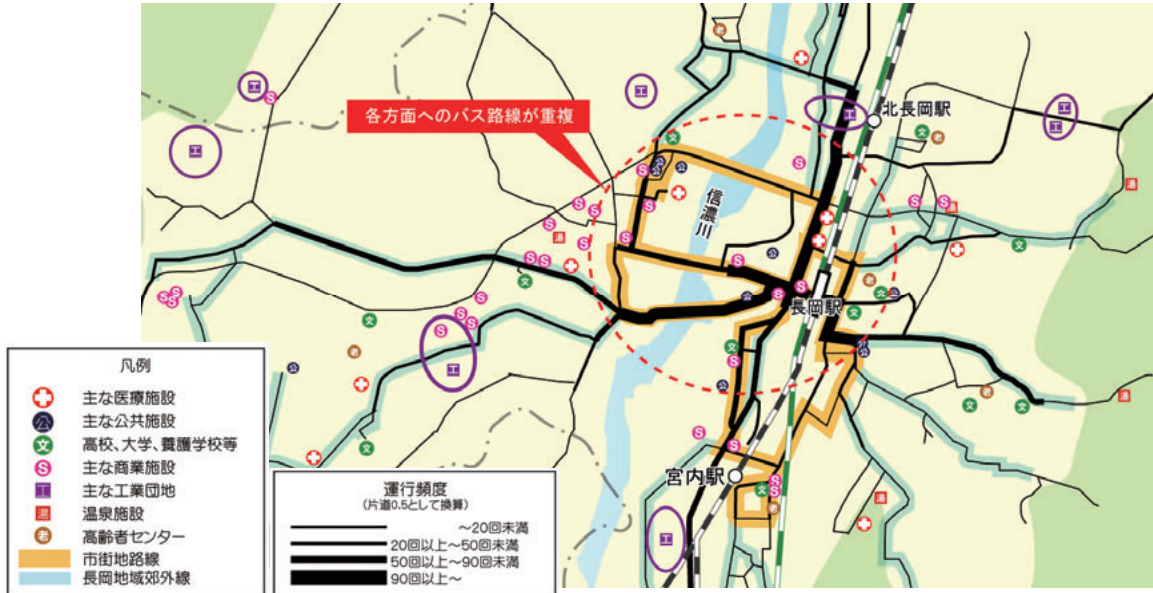 各方面へのバス路線が重複
北長岡駅
信濃川
長岡駅
宮内駅
凡例
主な医療施設
公 主な公共施設
文 高校、大学、養護学校等
S 主な商業施設
工 主な工業団地
湯 温泉施設
老 高齢者センター
市街地路線
長岡地域郊外線
運行頻度
(片道0.5として換算)
～20回未満
20回以上～50回未満
50回以上～90回未満
90回以上～